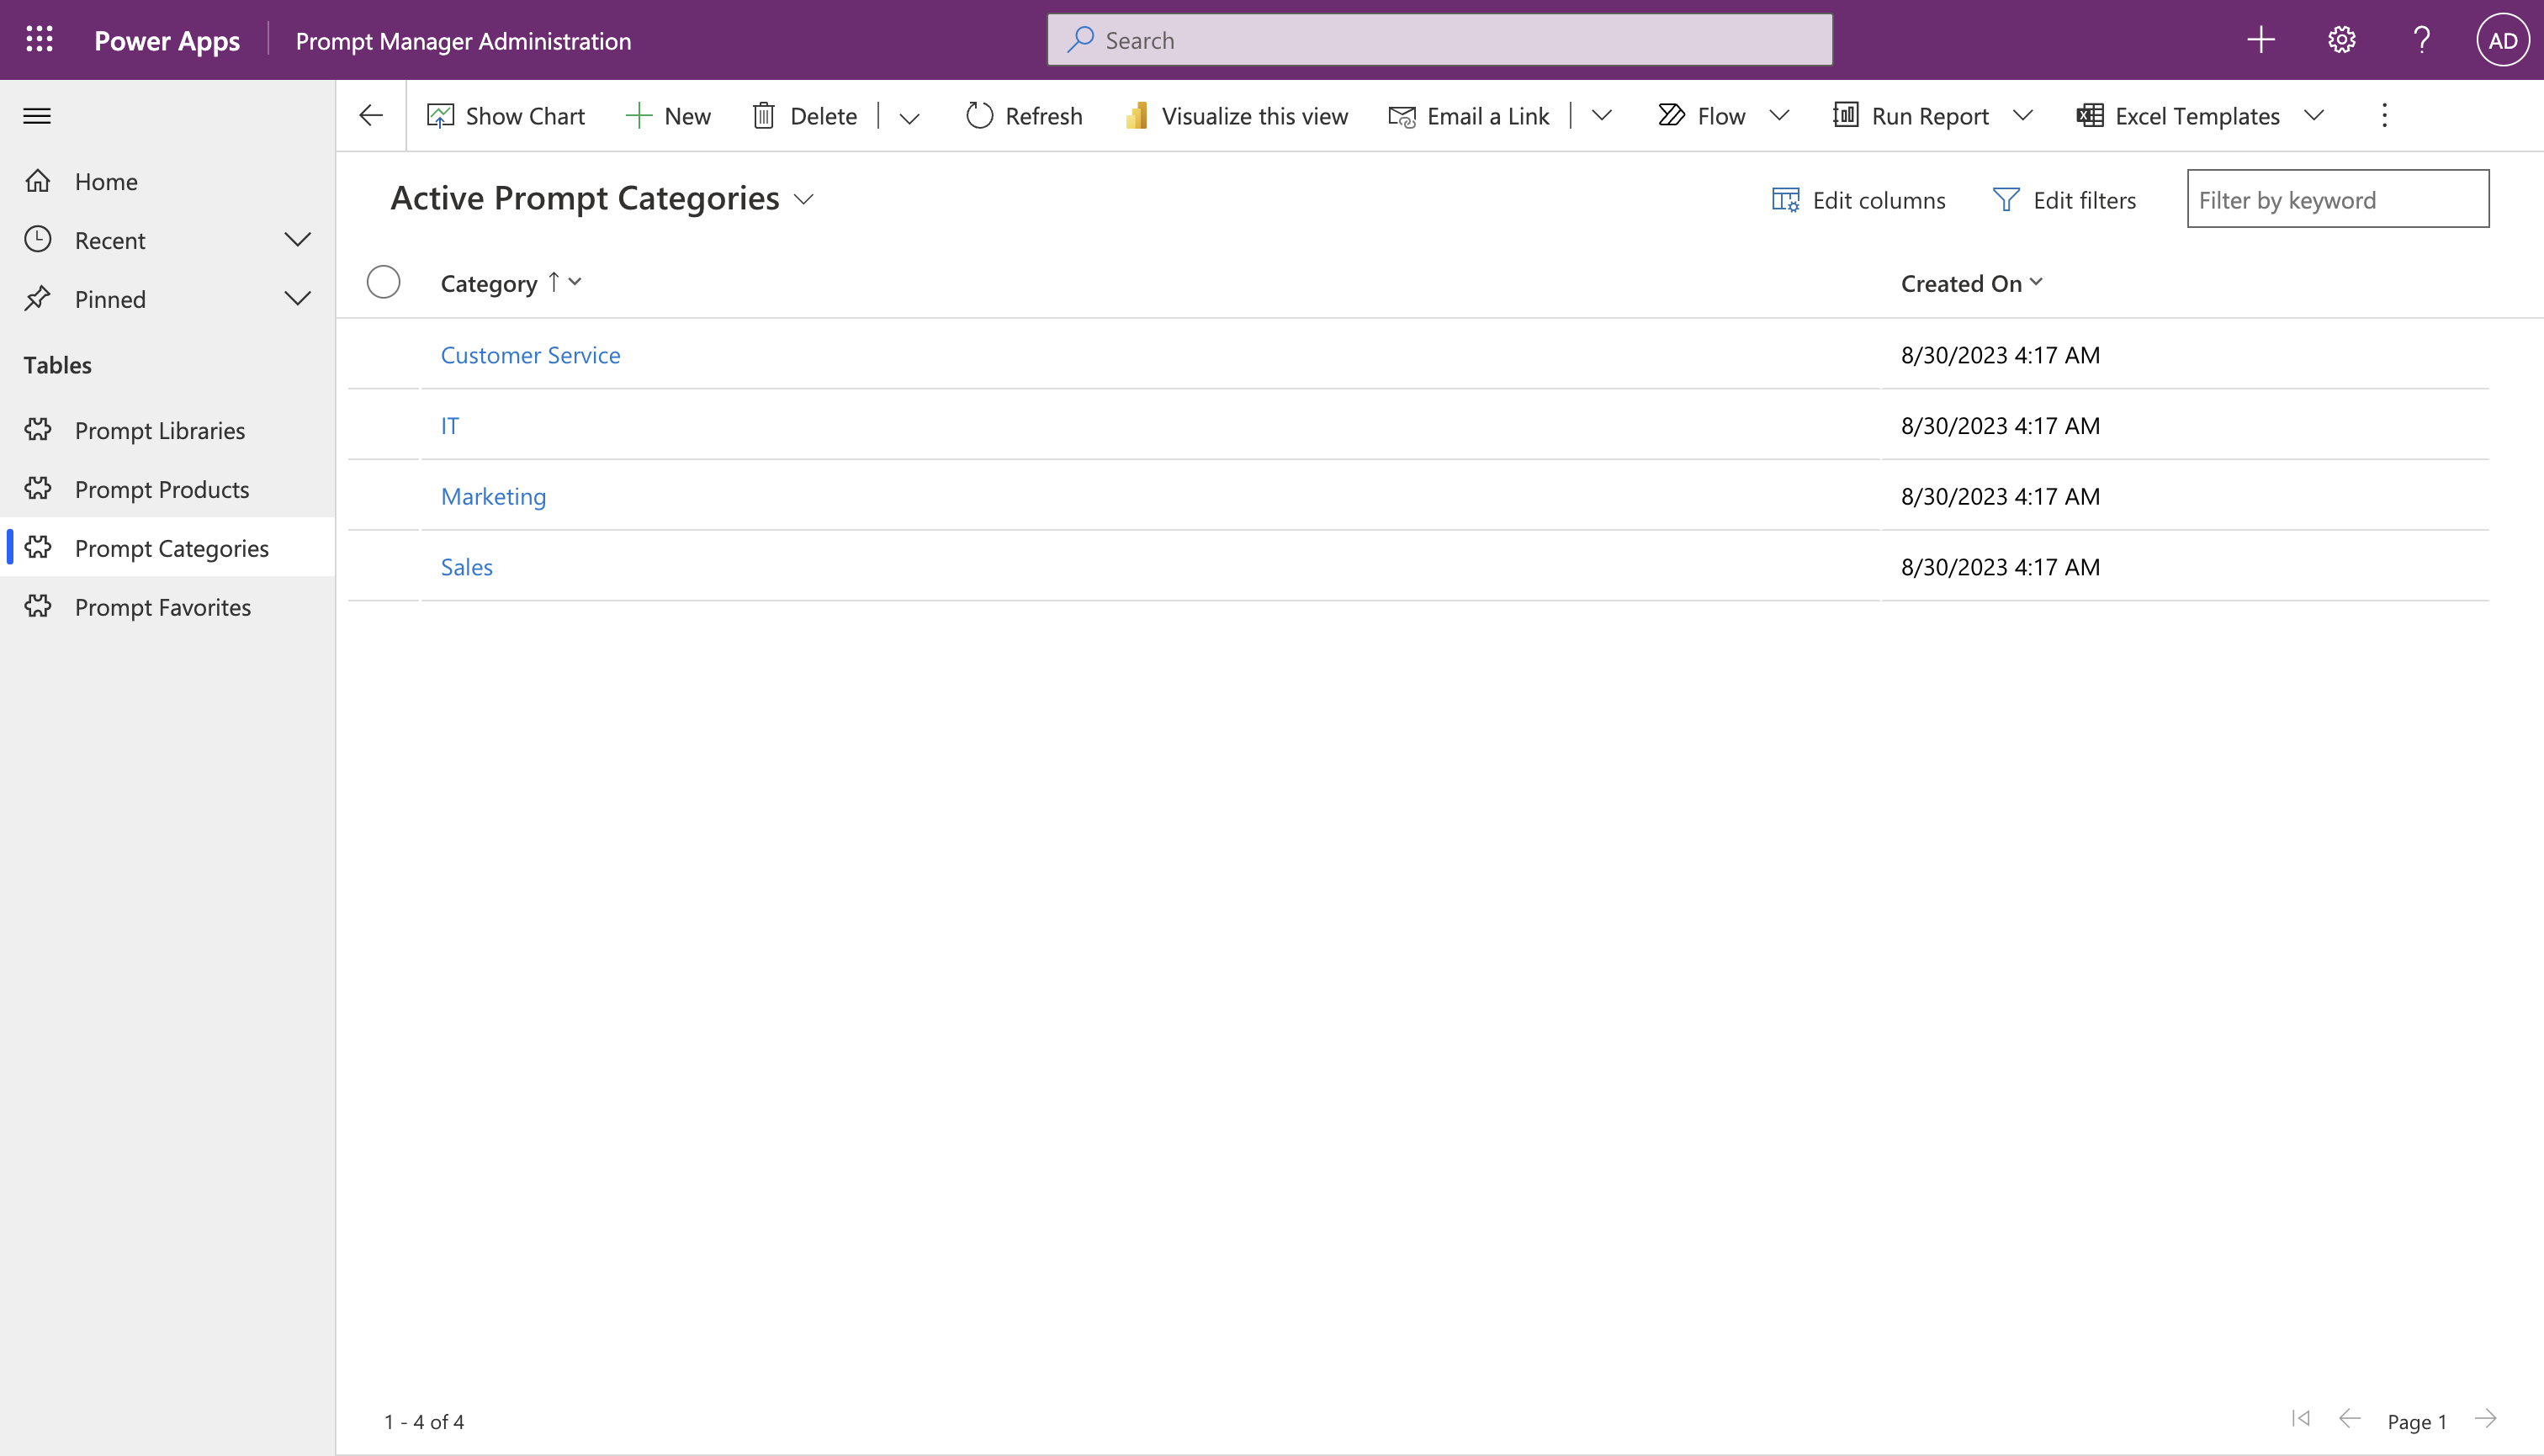 Power Apps Prompt Manager Administration Search ? AD
Show Chart New Delete Refresh Visualize this view Email a Link Flow Run Report Excel Templates
Home
Recent
Pinned
Tables
Prompt Libraries
Prompt Products
Prompt Categories
Prompt Favorites
Active Prompt Categories Edit columns Edit filters Filter by keyword
Category Created On
Customer Service 8/30/2023 4:17 AM
IT 8/30/2023 4:17 AM
Marketing 8/30/2023 4:17 AM
Sales 8/30/2023 4:17 AM
1 - 4 of 4 Page 1